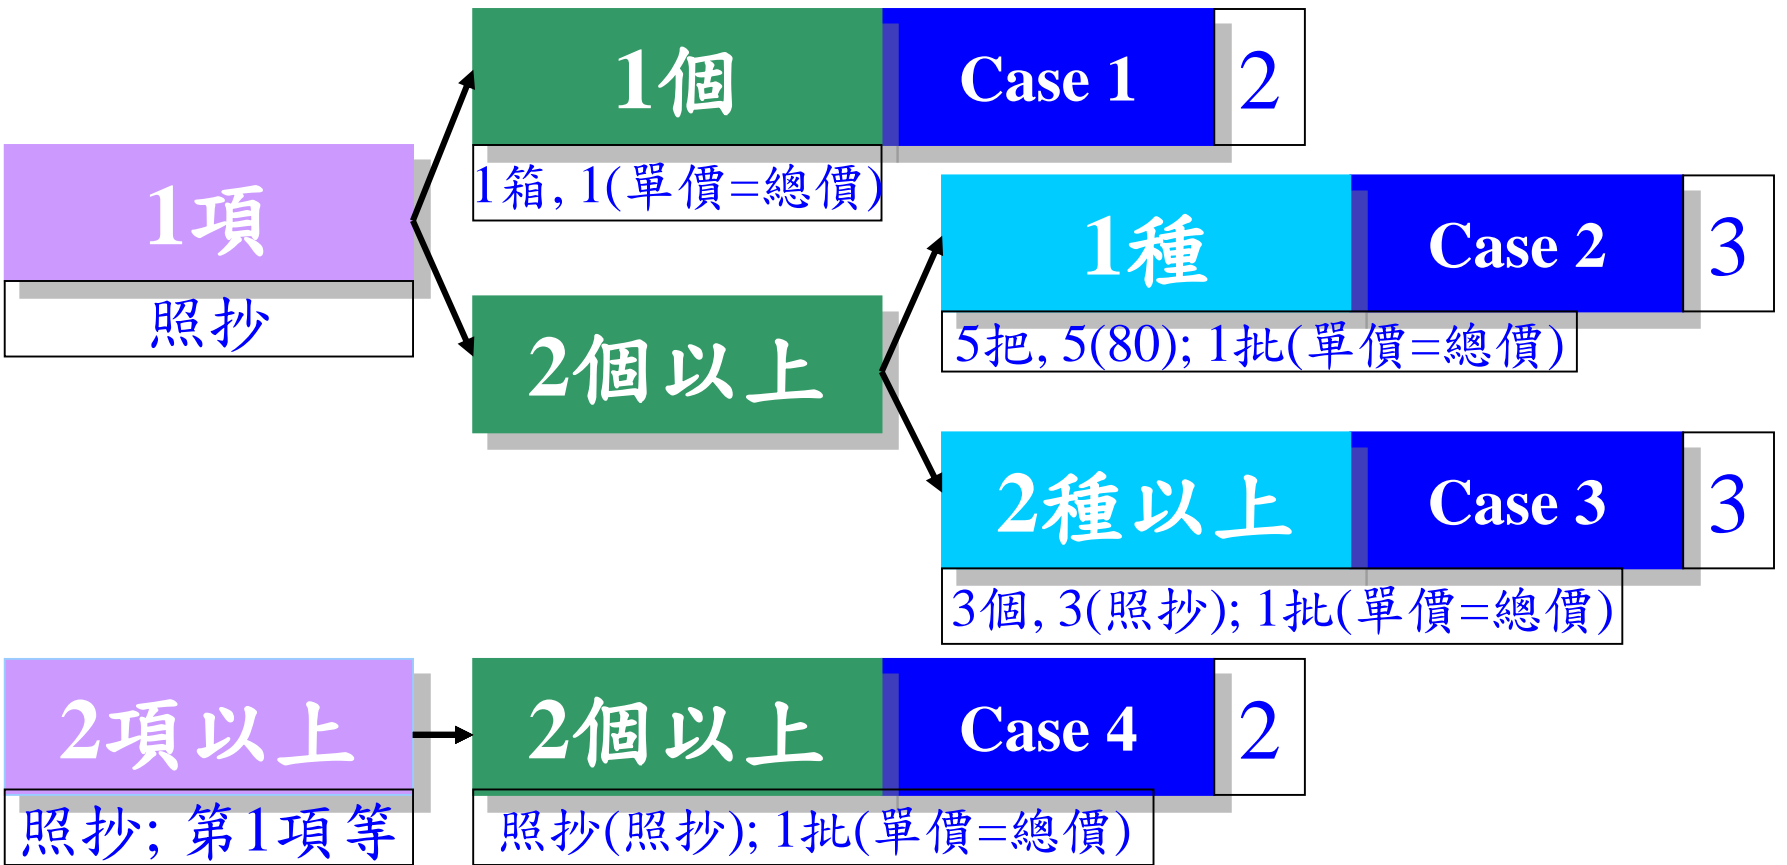 1個 Case 1 2
1箱, 1(單價=總價)
1項
照抄
1種 Case 2 3
5把, 5(80); 1批(單價=總價)
2個以上
2種以上 Case 3 3
3個, 3(照抄); 1批(單價=總價)
2項以上
照抄; 第1項等
2個以上 Case 4 2
照抄(照抄); 1批(單價=總價)